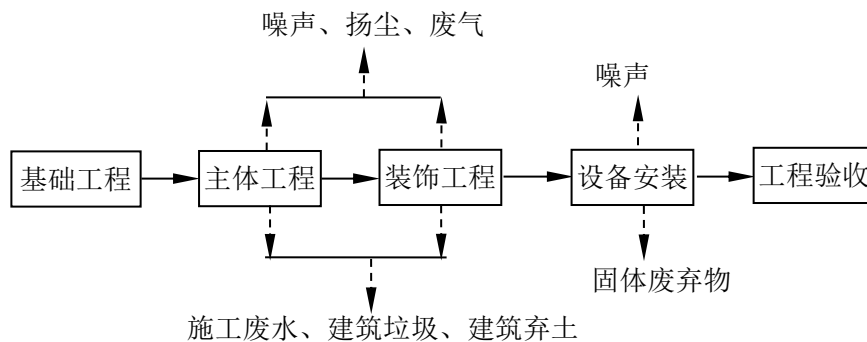 噪声、扬尘、废气
噪声
基础工程
主体工程
装饰工程
设备安装
工程验收
固体废弃物
施工废水、建筑垃圾、建筑弃土